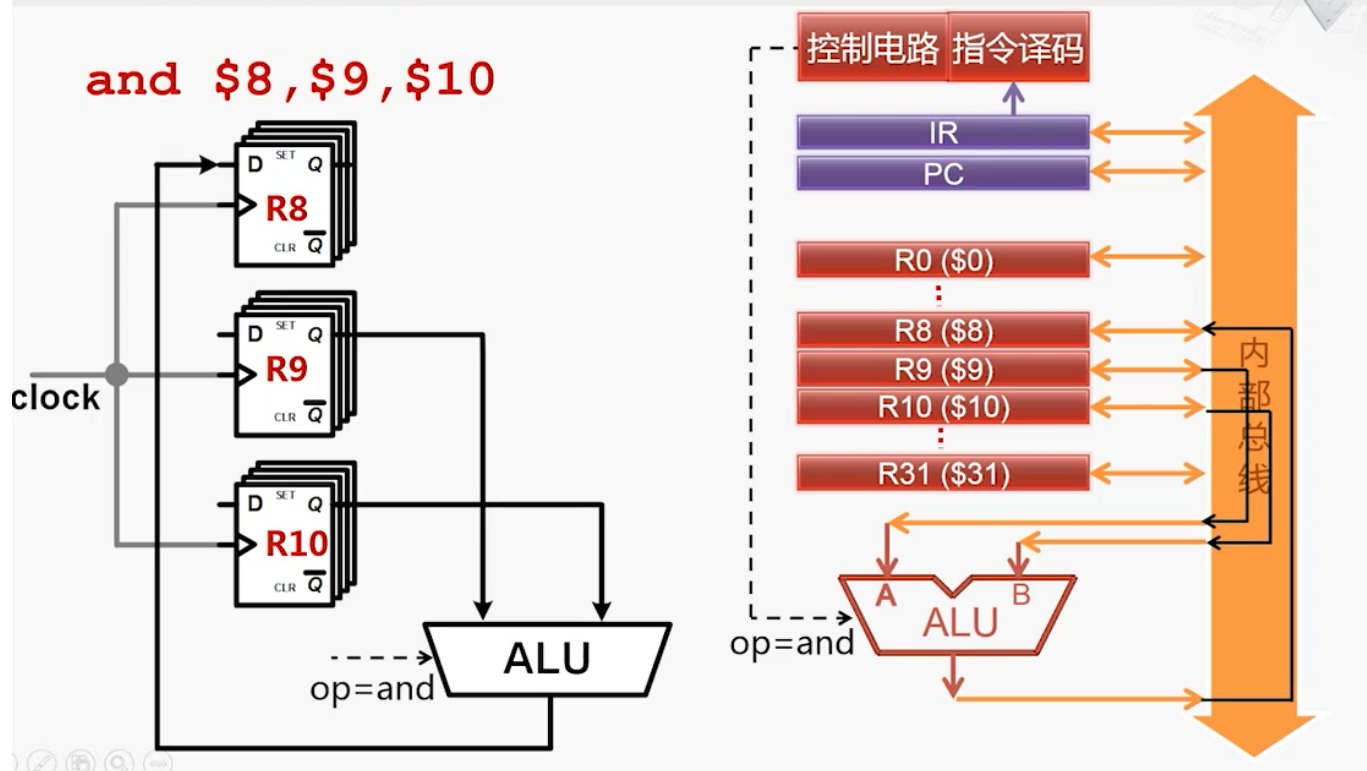 and $8,$9,$10
D SET Q
R8
CLR Q
D SET Q
R9
CLR Q
clock
D SET Q
R10
CLR Q
ALU
op=and
控制电路 指令译码
IR
PC
R0 ($0)
R8 ($8)
R9 ($9)
R10 ($10)
R31 ($31)
内部总线
A B
ALU
op=and